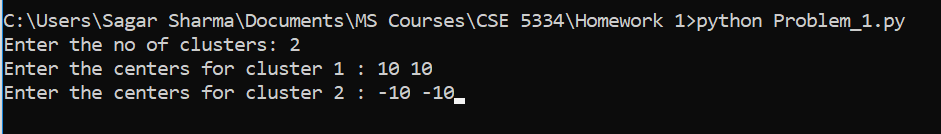 C:\Users\Sagar Sharma\Documents\MS Courses\CSE 5334\Homework 1>python Problem_1.py
Enter the no of clusters: 2
Enter the centers for cluster 1 : 10 10
Enter the centers for cluster 2 : -10 -10